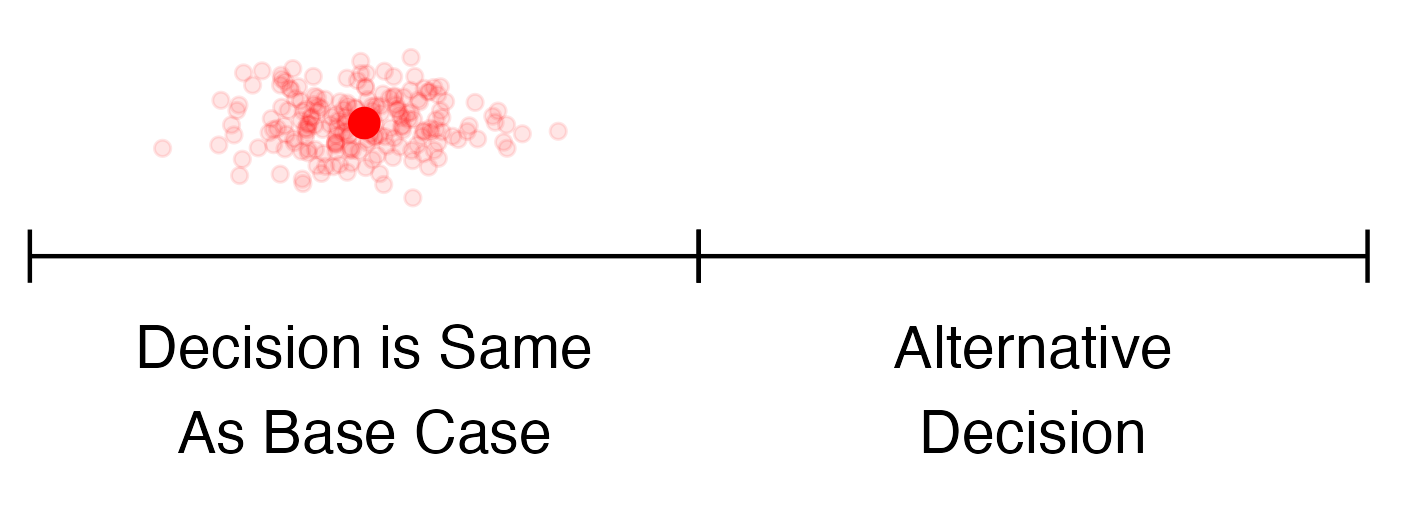 Decision is Same
As Base Case
Alternative
Decision